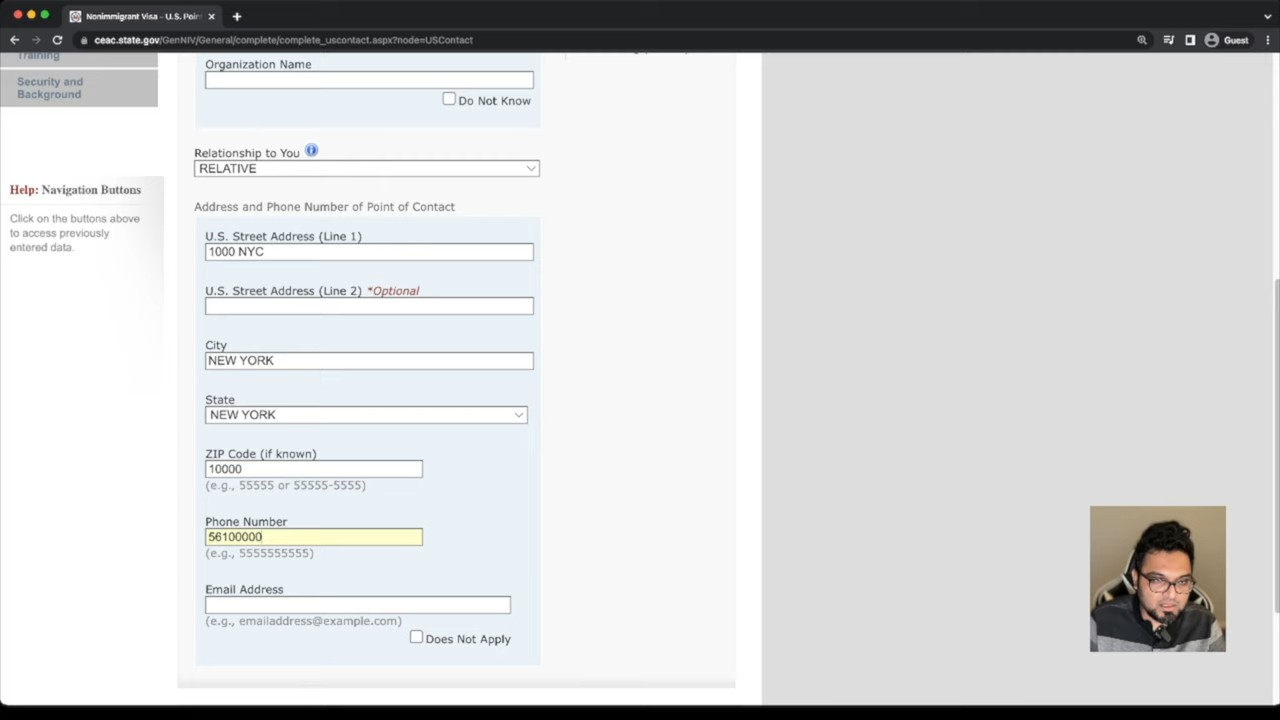 Nonimmigrant Visa - U.S. Poin
ceac.state.gov/GenNIV/General/complete/complete_uscontact.aspx?node=USContact
Guest
Training
Security and
Background
Help: Navigation Buttons
Click on the buttons above
to access previously
entered data.
Organization Name
Do Not Know
Relationship to You
RELATIVE
Address and Phone Number of Point of Contact
U.S. Street Address (Line 1)
1000 NYC
U.S. Street Address (Line 2) *Optional
City
NEW YORK
State
NEW YORK
ZIP Code (if known)
10000
(e.g., 55555 or 55555-5555)
Phone Number
56100000
(e.g., 5555555555)
Email Address
(e.g., emailaddress@example.com)
Does Not Apply